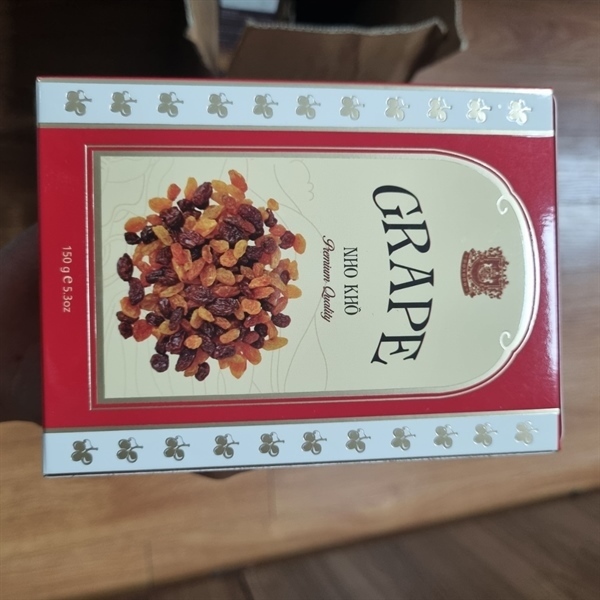 GRAPE
NHO KHÔ
Premium Quality
150 g ℮ 5.3oz